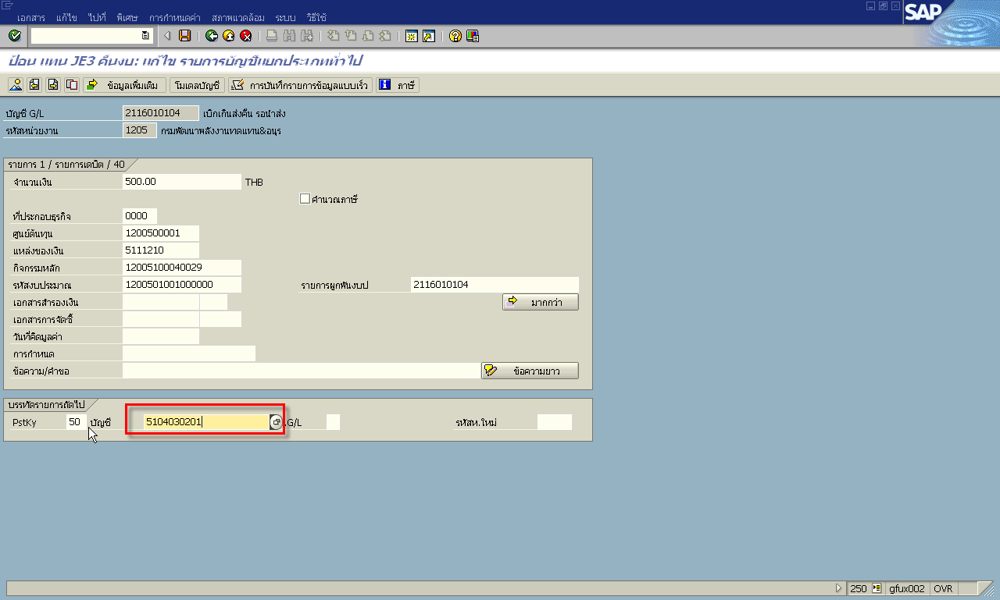 เอกสาร แก้ไข ไปที่ พิเศษ การกำหนดค่า สภาพแวดล้อม ระบบ วิธีใช้
SAP
ป้อน แทน JE3 คืนงบ: แก้ไข รายการบัญชีแยกประเภททั่วไป
ข้อมูลเพิ่มเติม โมเดลบัญชี การบันทึกรายการข้อมูลแบบเร็ว ภาษี
บัญชี G/L 2116010104 เบิกเกินส่งคืน รอนำส่ง
รหัสหน่วยงาน 1205 กรมพัฒนาพลังงานทดแทน&อนุร
รายการ 1 / รายการเดบิต / 40
จำนวนเงิน 500.00 THB
คำนวณภาษี
ที่ประกอบธุรกิจ 0000
ศูนย์ต้นทุน 1200500001
แหล่งของเงิน 5111210
กิจกรรมหลัก 12005100040029
รหัสงบประมาณ 1200501001000000 รายการผูกพันงบป 2116010104
เอกสารสำรองเงิน มากกว่า
เอกสารการจัดซื้
วันที่คิดมูลค่า
การกำหนด
ข้อความ/คำขอ ข้อความยาว
บรรทัดรายการถัดไป
PstKy 50 บัญชี 5104030201 .G/L รหัสห.ใหม่
250 gfux002 OVR